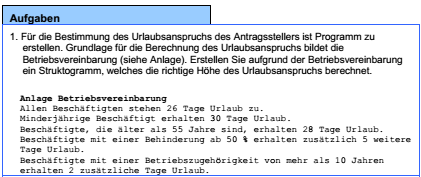 Aufgaben
1. Für die Bestimmung des Urlaubsanspruchs des Antragsstellers ist Programm zu
erstellen. Grundlage für die Berechnung des Urlaubsanspruch bildet die
Betriebsvereinbarung (siehe Anlage). Erstellen Sie aufgrund der Betriebsvereinbarung
ein Struktogramm, welches die richtige Höhe des Urlaubsanspruch berechnet.
Anlage Betriebsvereinbarung
Allen Beschäftigten stehen 26 Tage Urlaub zu.
Minderjährige Beschäftigt erhalten 30 Tage Urlaub.
Beschäftigte, die älter als 55 Jahre sind, erhalten 28 Tage Urlaub.
Beschäftigte mit einer Behinderung ab 50 % erhalten zusätzlich 5 weitere
Tage Urlaub.
Beschäftigte mit einer Betriebszugehörigkeit von mehr als 10 Jahren
erhalten 2 zusätzliche Tage Urlaub.